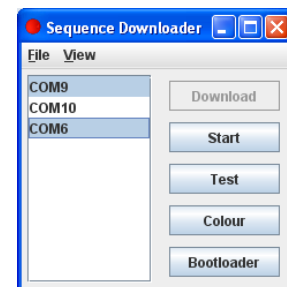 Sequence Downloader
File View
COM9
COM10
COM6
Download
Start
Test
Colour
Bootloader